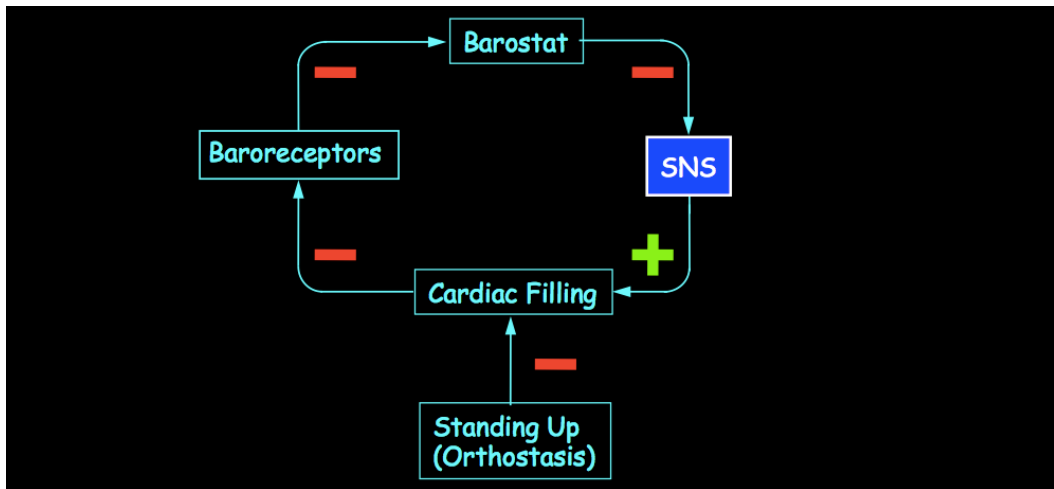 Barostat
Baroreceptors
SNS
Cardiac Filling
Standing Up
(Orthostasis)